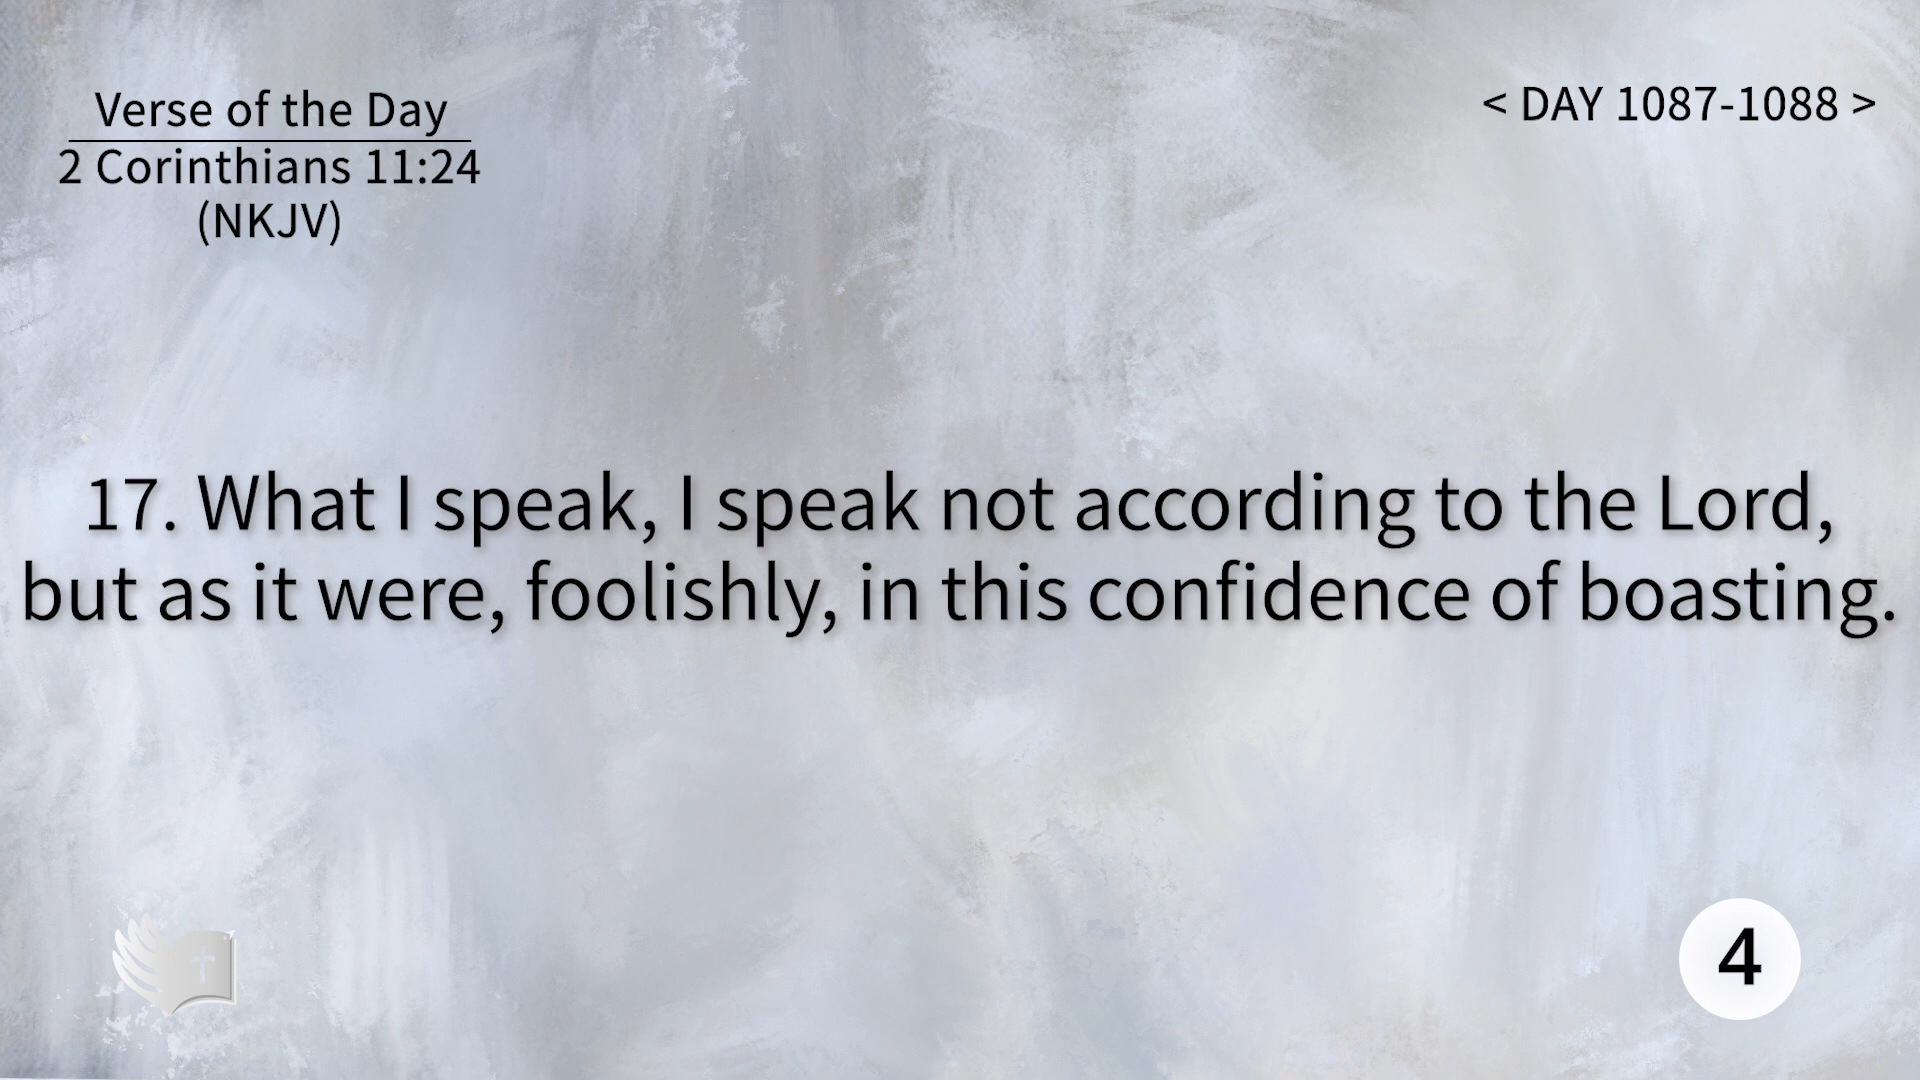 Verse of the Day
2 Corinthians 11:24
(NKJV)
< DAY 1087-1088 >
17. What I speak, I speak not according to the Lord,
but as it were, foolishly, in this confidence of boasting.
4